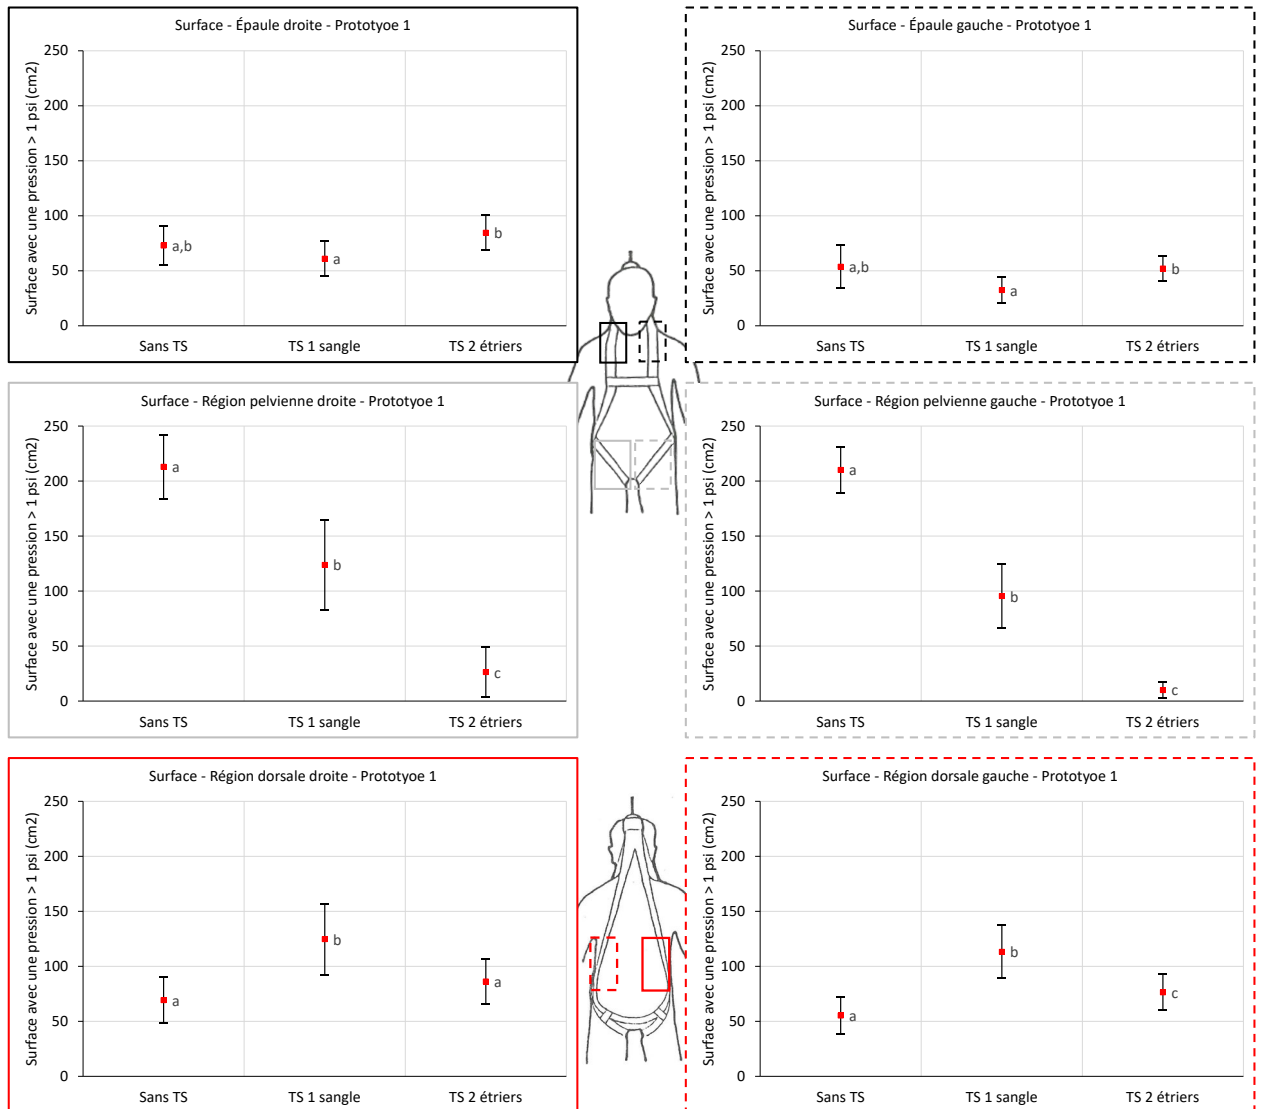 Surface - Épaule droite - Prototyoe 1
Surface avec une pression > 1 psi (cm2)
250
200
150
100
50
0
a,b
a
b
Sans TS TS 1 sangle TS 2 étriers
Surface - Épaule gauche - Prototyoe 1
Surface avec une pression > 1 psi (cm2)
250
200
150
100
50
0
a,b
a
b
Sans TS TS 1 sangle TS 2 étriers
Surface - Région pelvienne droite - Prototyoe 1
Surface avec une pression > 1 psi (cm2)
250
200
150
100
50
0
a
b
c
Sans TS TS 1 sangle TS 2 étriers
Surface - Région pelvienne gauche - Prototyoe 1
Surface avec une pression > 1 psi (cm2)
250
200
150
100
50
0
a
b
c
Sans TS TS 1 sangle TS 2 étriers
Surface - Région dorsale droite - Prototyoe 1
Surface avec une pression > 1 psi (cm2)
250
200
150
100
50
0
a
b
a
Sans TS TS 1 sangle TS 2 étriers
Surface - Région dorsale gauche - Prototyoe 1
Surface avec une pression > 1 psi (cm2)
250
200
150
100
50
0
a
b
c
Sans TS TS 1 sangle TS 2 étriers